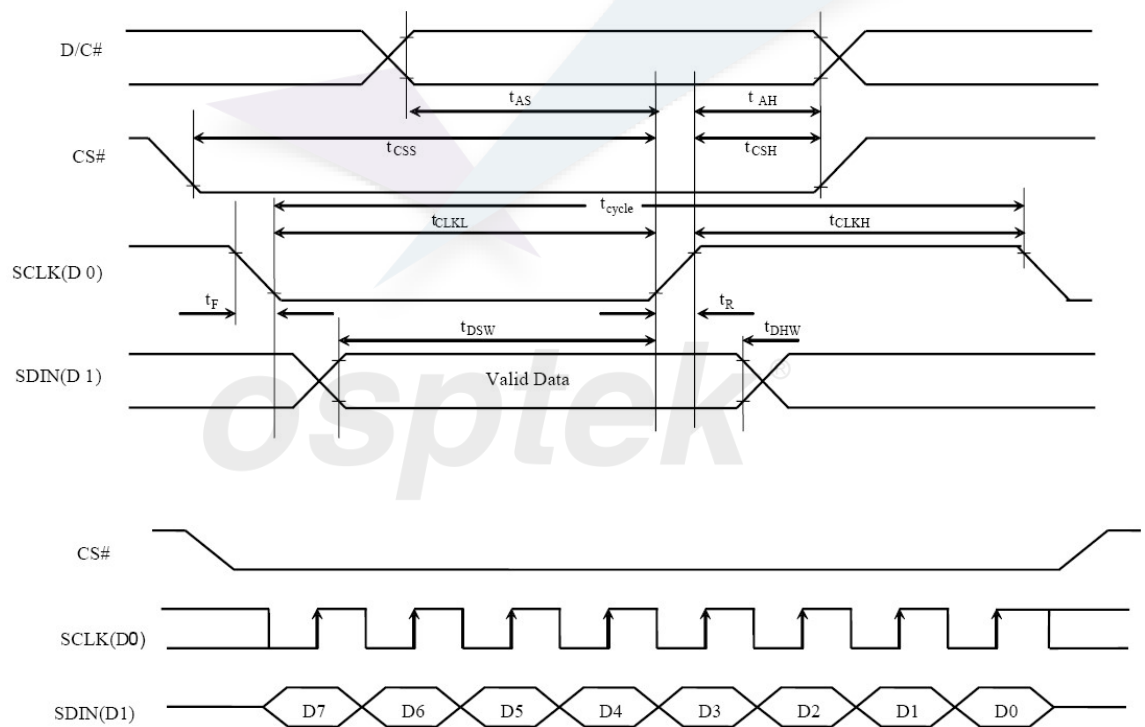 D/C#
tAS
tAH
CS#
tCSS
tCSH
tcycle
tCLKL
tCLKH
SCLK(D 0)
tF
tR
tDSW
tDHW
SDIN(D 1)
Valid Data
osptek®
CS#
SCLK(D0)
SDIN(D1)
D7 D6 D5 D4 D3 D2 D1 D0